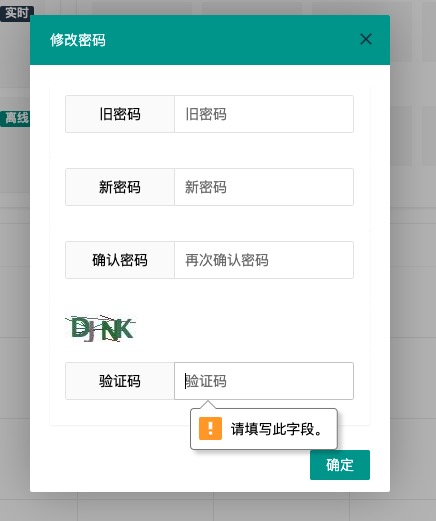 实时
修改密码
离线
旧密码 旧密码
新密码 新密码
确认密码 再次确认密码
DjNK
验证码 验证码
请填写此字段。
确定